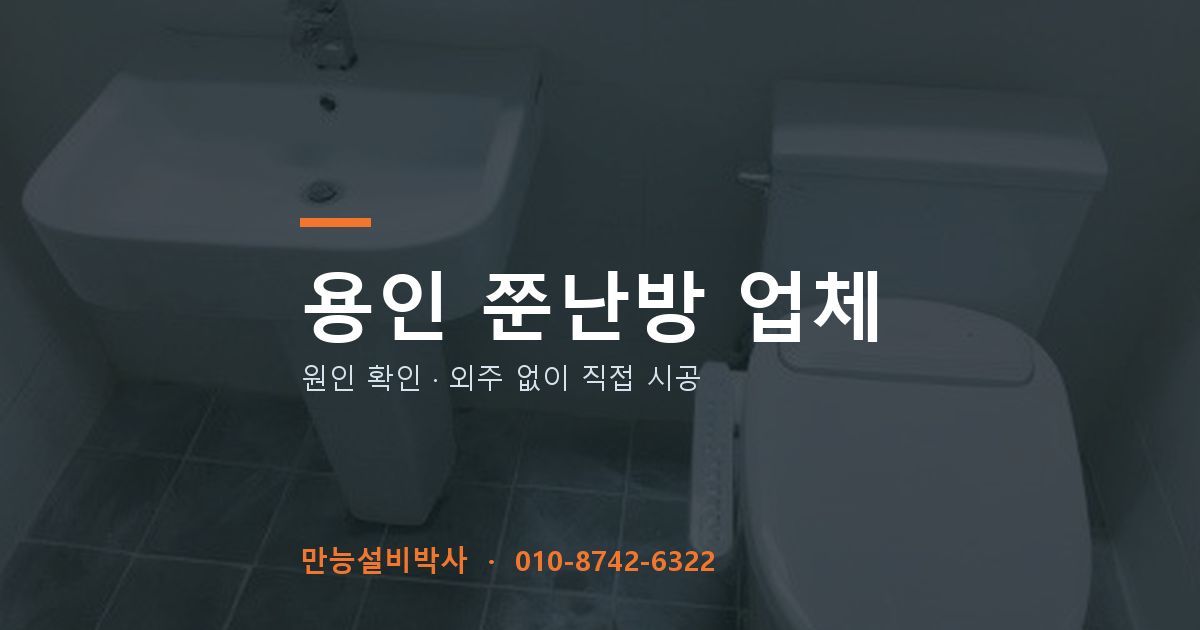 용인 쭌난방 업체
원인 확인 · 외주 없이 직접 시공
만능설비박사 · 010-8742-6322